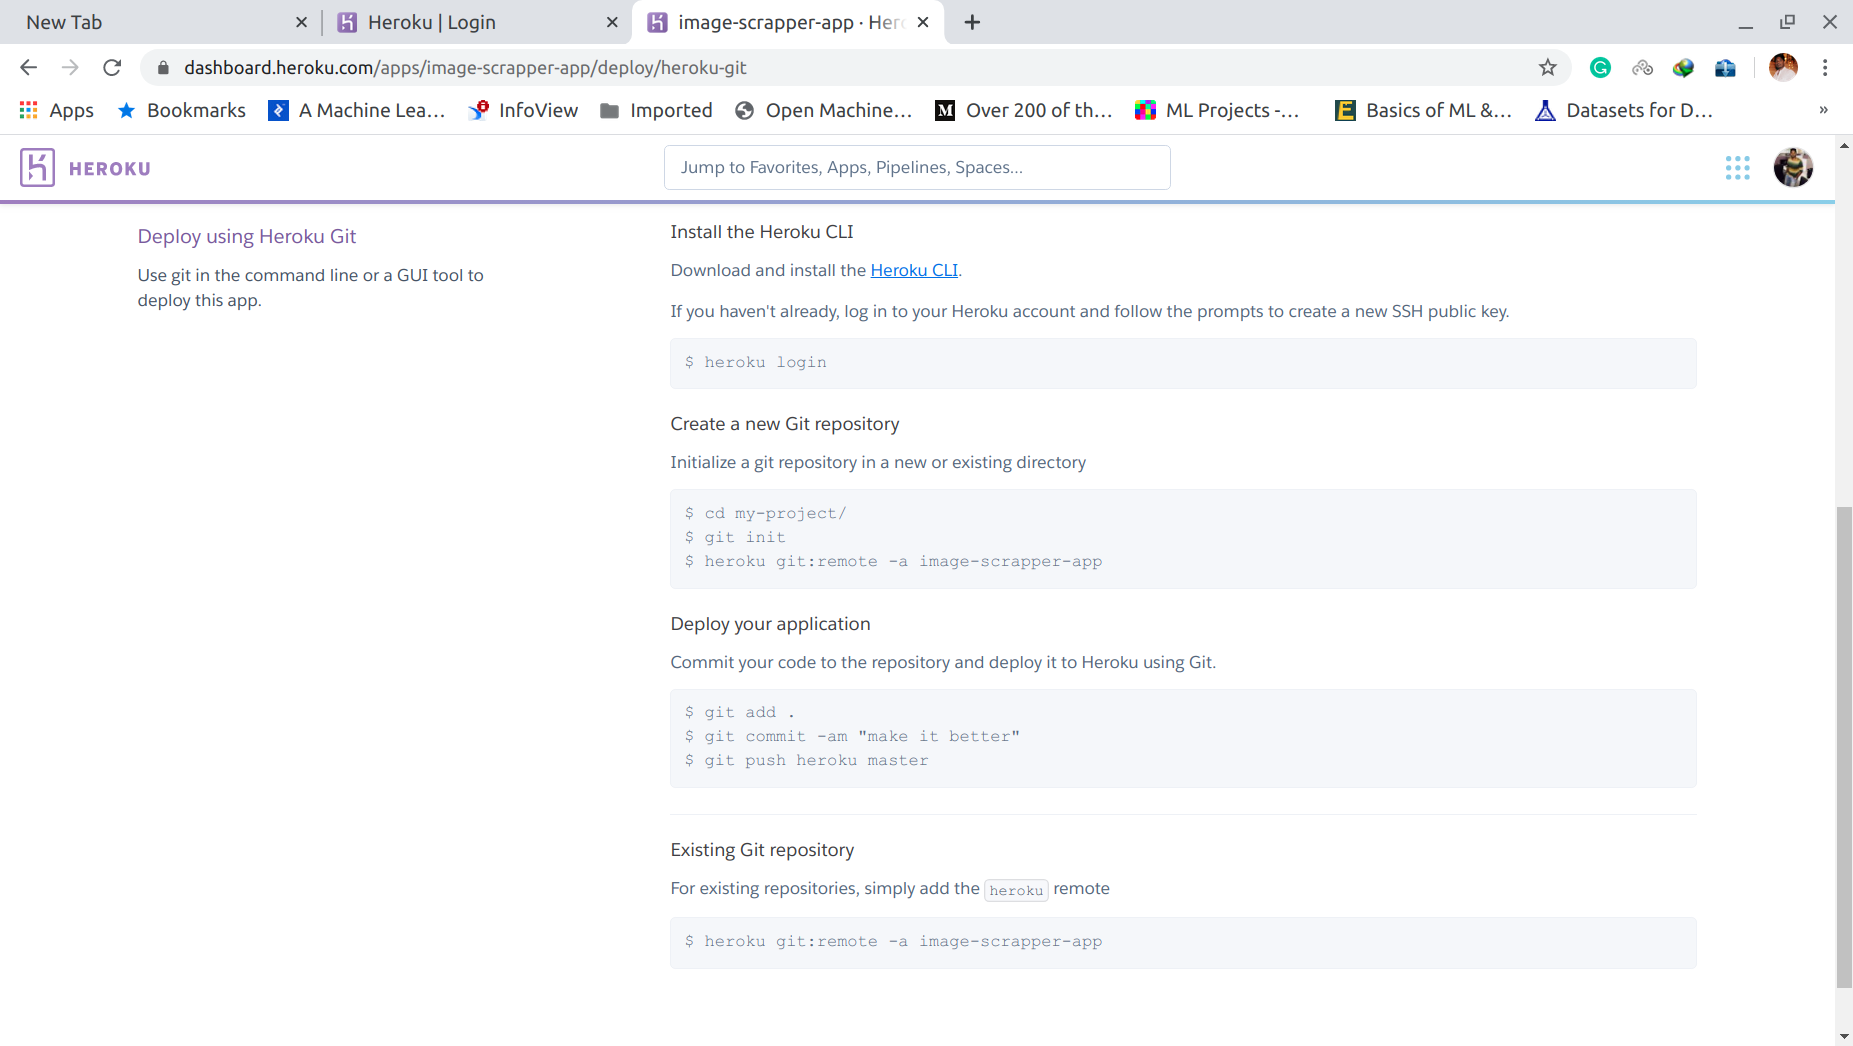 New Tab
Heroku | Login
image-scrapper-app · Hero
dashboard.heroku.com/apps/image-scrapper-app/deploy/heroku-git
Apps
Bookmarks
A Machine Lea...
InfoView
Imported
Open Machine...
M Over 200 of th...
ML Projects -...
E Basics of ML &...
Datasets for D...
»
HEROKU
Jump to Favorites, Apps, Pipelines, Spaces...
Deploy using Heroku Git
Use git in the command line or a GUI tool to
deploy this app.
Install the Heroku CLI
Download and install the Heroku CLI.
If you haven't already, log in to your Heroku account and follow the prompts to create a new SSH public key.
$ heroku login
Create a new Git repository
Initialize a git repository in a new or existing directory
$ cd my-project/
$ git init
$ heroku git:remote -a image-scrapper-app
Deploy your application
Commit your code to the repository and deploy it to Heroku using Git.
$ git add .
$ git commit -am "make it better"
$ git push heroku master
Existing Git repository
For existing repositories, simply add the heroku remote
$ heroku git:remote -a image-scrapper-app